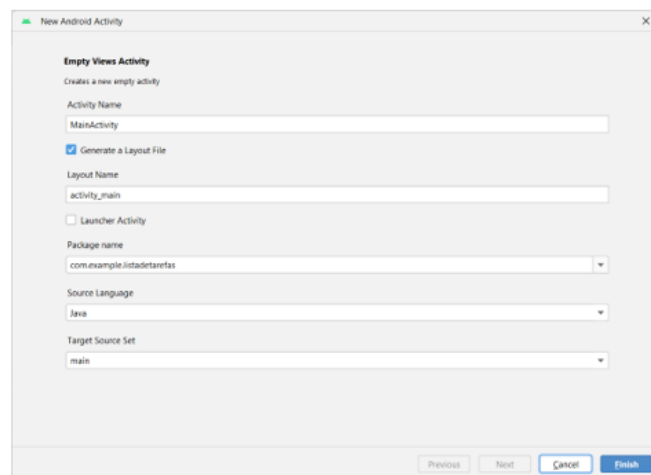 New Android Activity
Empty Views Activity
Creates a new empty activity
Activity Name
MainActivity
Generate a Layout File
Layout Name
activity_main
Launcher Activity
Package name
com.example.listadetarefas
Source Language
Java
Target Source Set
main
Previous Next Cancel Finish